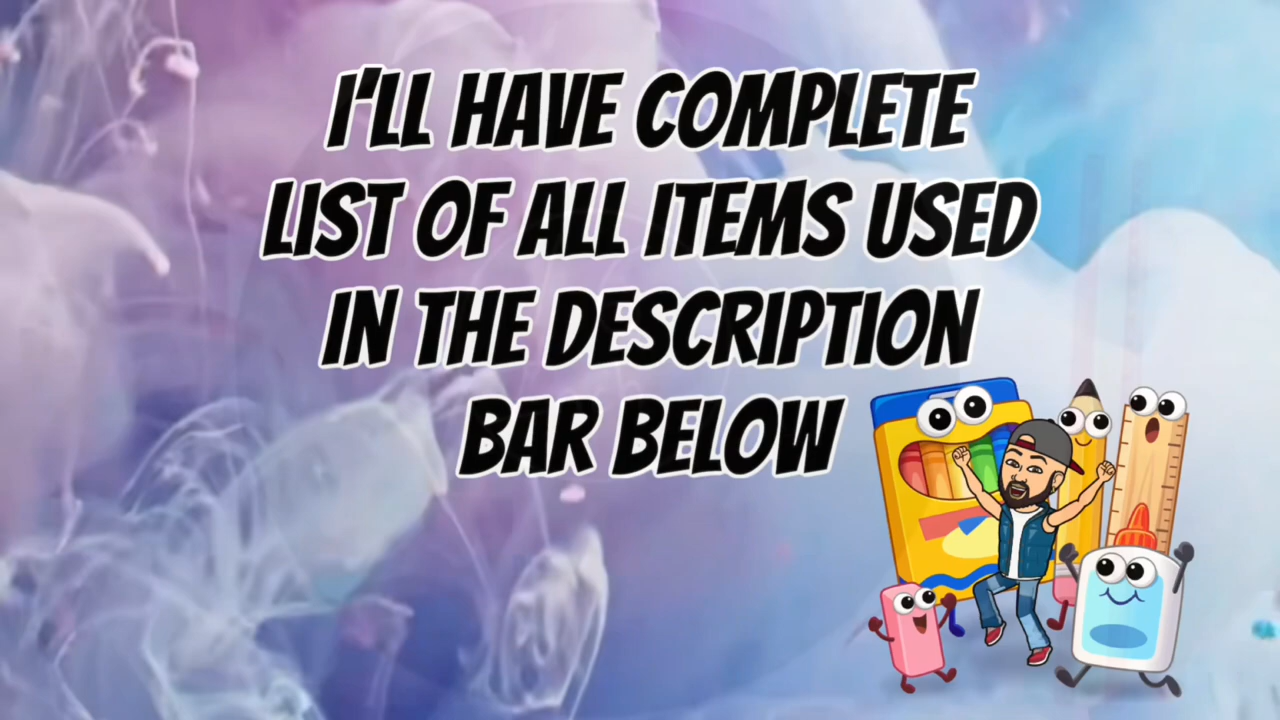 I'LL HAVE COMPLETE
LIST OF ALL ITEMS USED
IN THE DESCRIPTION
BAR BELOW